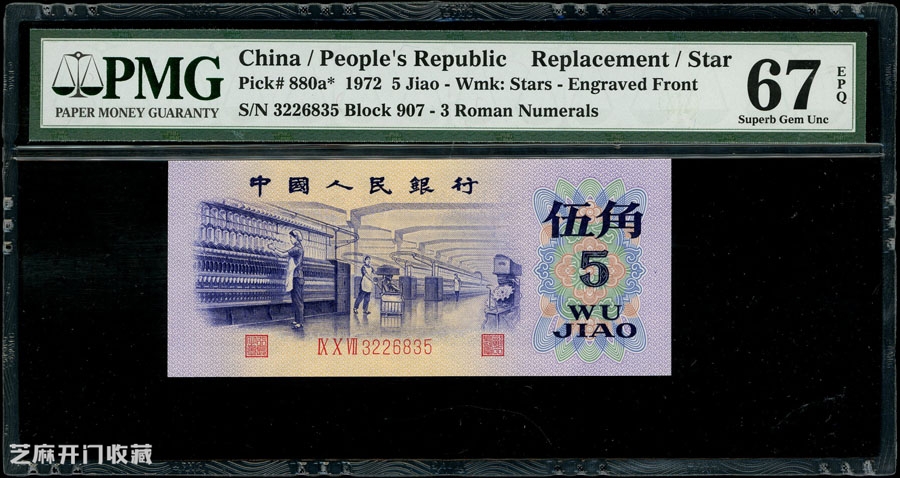 PMG
PAPER MONEY GUARANTY
China / People's Republic Replacement / Star
Pick# 880a* 1972 5 Jiao - Wmk: Stars - Engraved Front
S/N 3226835 Block 907 - 3 Roman Numerals
67
EPQ
Superb Gem Unc
中國人民銀行
伍角
5
WU
JIAO
Ⅸ Ⅹ Ⅶ 3226835
芝麻开门收藏